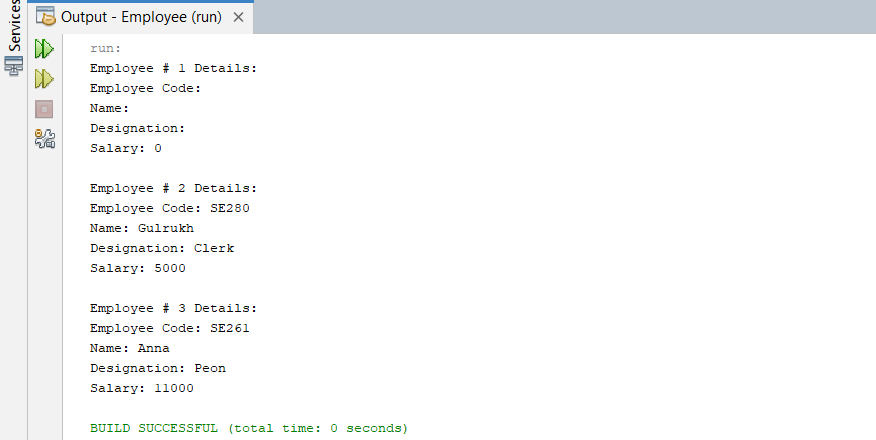 Services
Output - Employee (run) ×
run:
Employee # 1 Details:
Employee Code:
Name:
Designation:
Salary: 0
Employee # 2 Details:
Employee Code: SE280
Name: Gulrukh
Designation: Clerk
Salary: 5000
Employee # 3 Details:
Employee Code: SE261
Name: Anna
Designation: Peon
Salary: 11000
BUILD SUCCESSFUL (total time: 0 seconds)